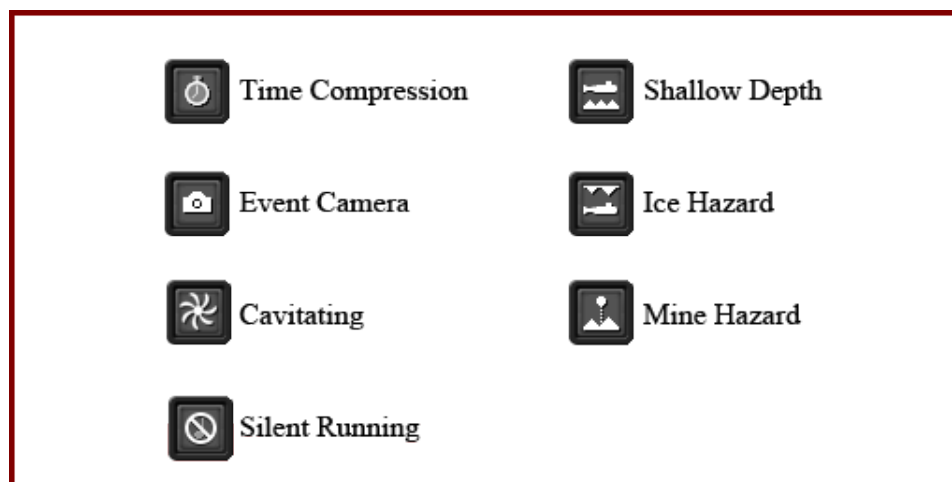 Time Compression
Shallow Depth
Event Camera
Ice Hazard
Cavitating
Mine Hazard
Silent Running